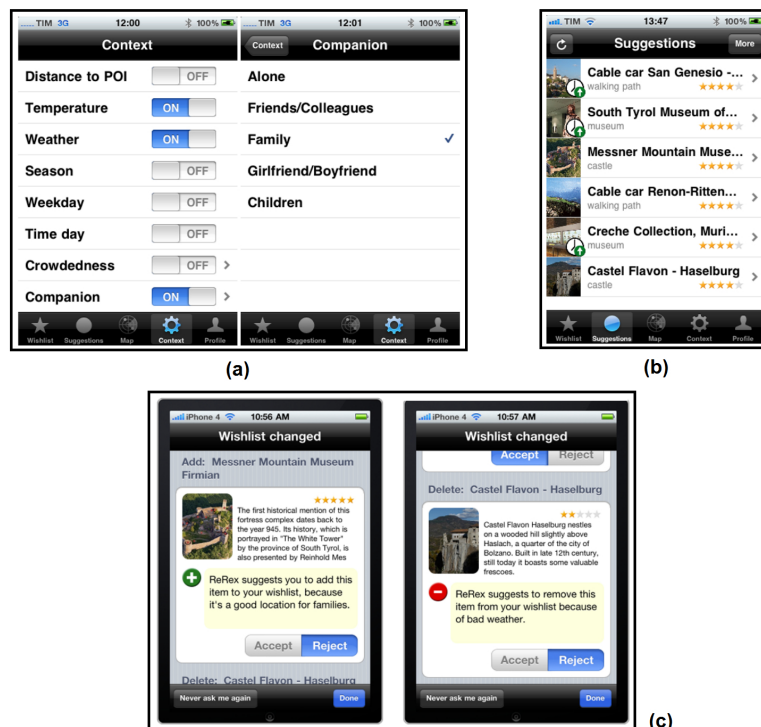 TIM 3G 12:00 100%
Context
Distance to POI OFF
Temperature ON
Weather ON
Season OFF
Weekday OFF
Time day OFF
Crowdedness OFF
Companion ON
Wishlist Suggestions Map Context Profile
TIM 3G 12:01 100%
Context Companion
Alone
Friends/Colleagues
Family
Girlfriend/Boyfriend
Children
Wishlist Suggestions Map Context Profile
(a)
TIM 13:47 100%
Suggestions More
Cable car San Genesio -...
walking path
South Tyrol Museum of...
museum
Messner Mountain Muse...
castle
Cable car Renon-Ritten...
walking path
Creche Collection, Muri...
museum
Castel Flavon - Haselburg
castle
Wishlist Suggestions Map Context Profile
(b)
iPhone 4 10:56 AM
Wishlist changed
Add: Messner Mountain Museum
Firmian
The first historical mention of this
fortress complex dates back to
the year 945. Its history, which is
portrayed in "The White Tower"
by the province of South Tyrol, is
also presented by Reinhold Mes
ReRex suggests you to add this
item to your wishlist, because
it's a good location for families.
Accept Reject
Delete: Castel Flavon - Haselburg
Never ask me again Done
iPhone 4 10:57 AM
Wishlist changed
Accept Reject
Delete: Castel Flavon - Haselburg
Castel Flavon Haselburg nestles
on a wooded hill slightly above
Haslach, a quarter of the city of
Bolzano. Built in late 12th century,
still today it boasts some valuable
frescoes.
ReRex suggests to remove this
item from your wishlist because
of bad weather.
Accept Reject
Never ask me again Done
(c)